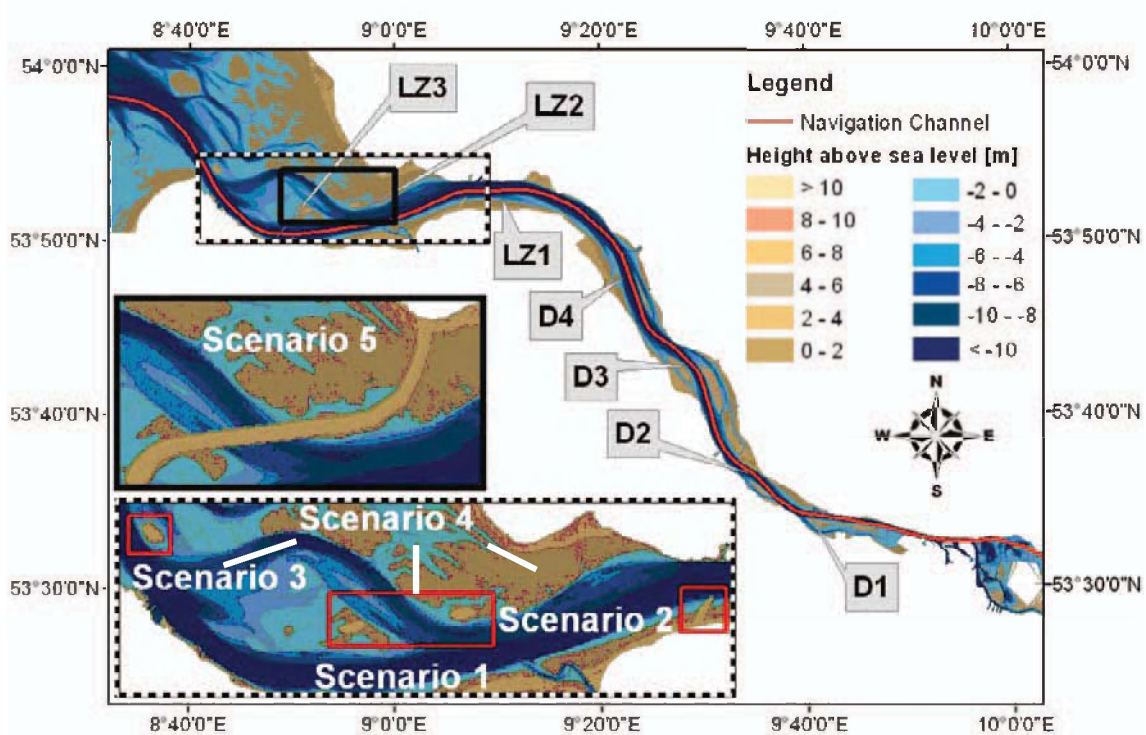 8°40'0"E 9°0'0"E 9°20'0"E 9°40'0"E 10°0'0"E
54°0'0"N 54°0'0"N
LZ3
LZ2
Legend
Navigation Channel
Height above sea level [m]
> 10 -2 - 0
8 - 10 -4 - -2
6 - 8 -6 - -4
4 - 6 -8 - -6
2 - 4 -10 - -8
0 - 2 < -10
53°50'0"N 53°50'0"N
LZ1
D4
D3
D2
D1
N
W E
S
Scenario 5
53°40'0"N 53°40'0"N
Scenario 4
Scenario 3
Scenario 2
Scenario 1
53°30'0"N 53°30'0"N
8°40'0"E 9°0'0"E 9°20'0"E 9°40'0"E 10°0'0"E